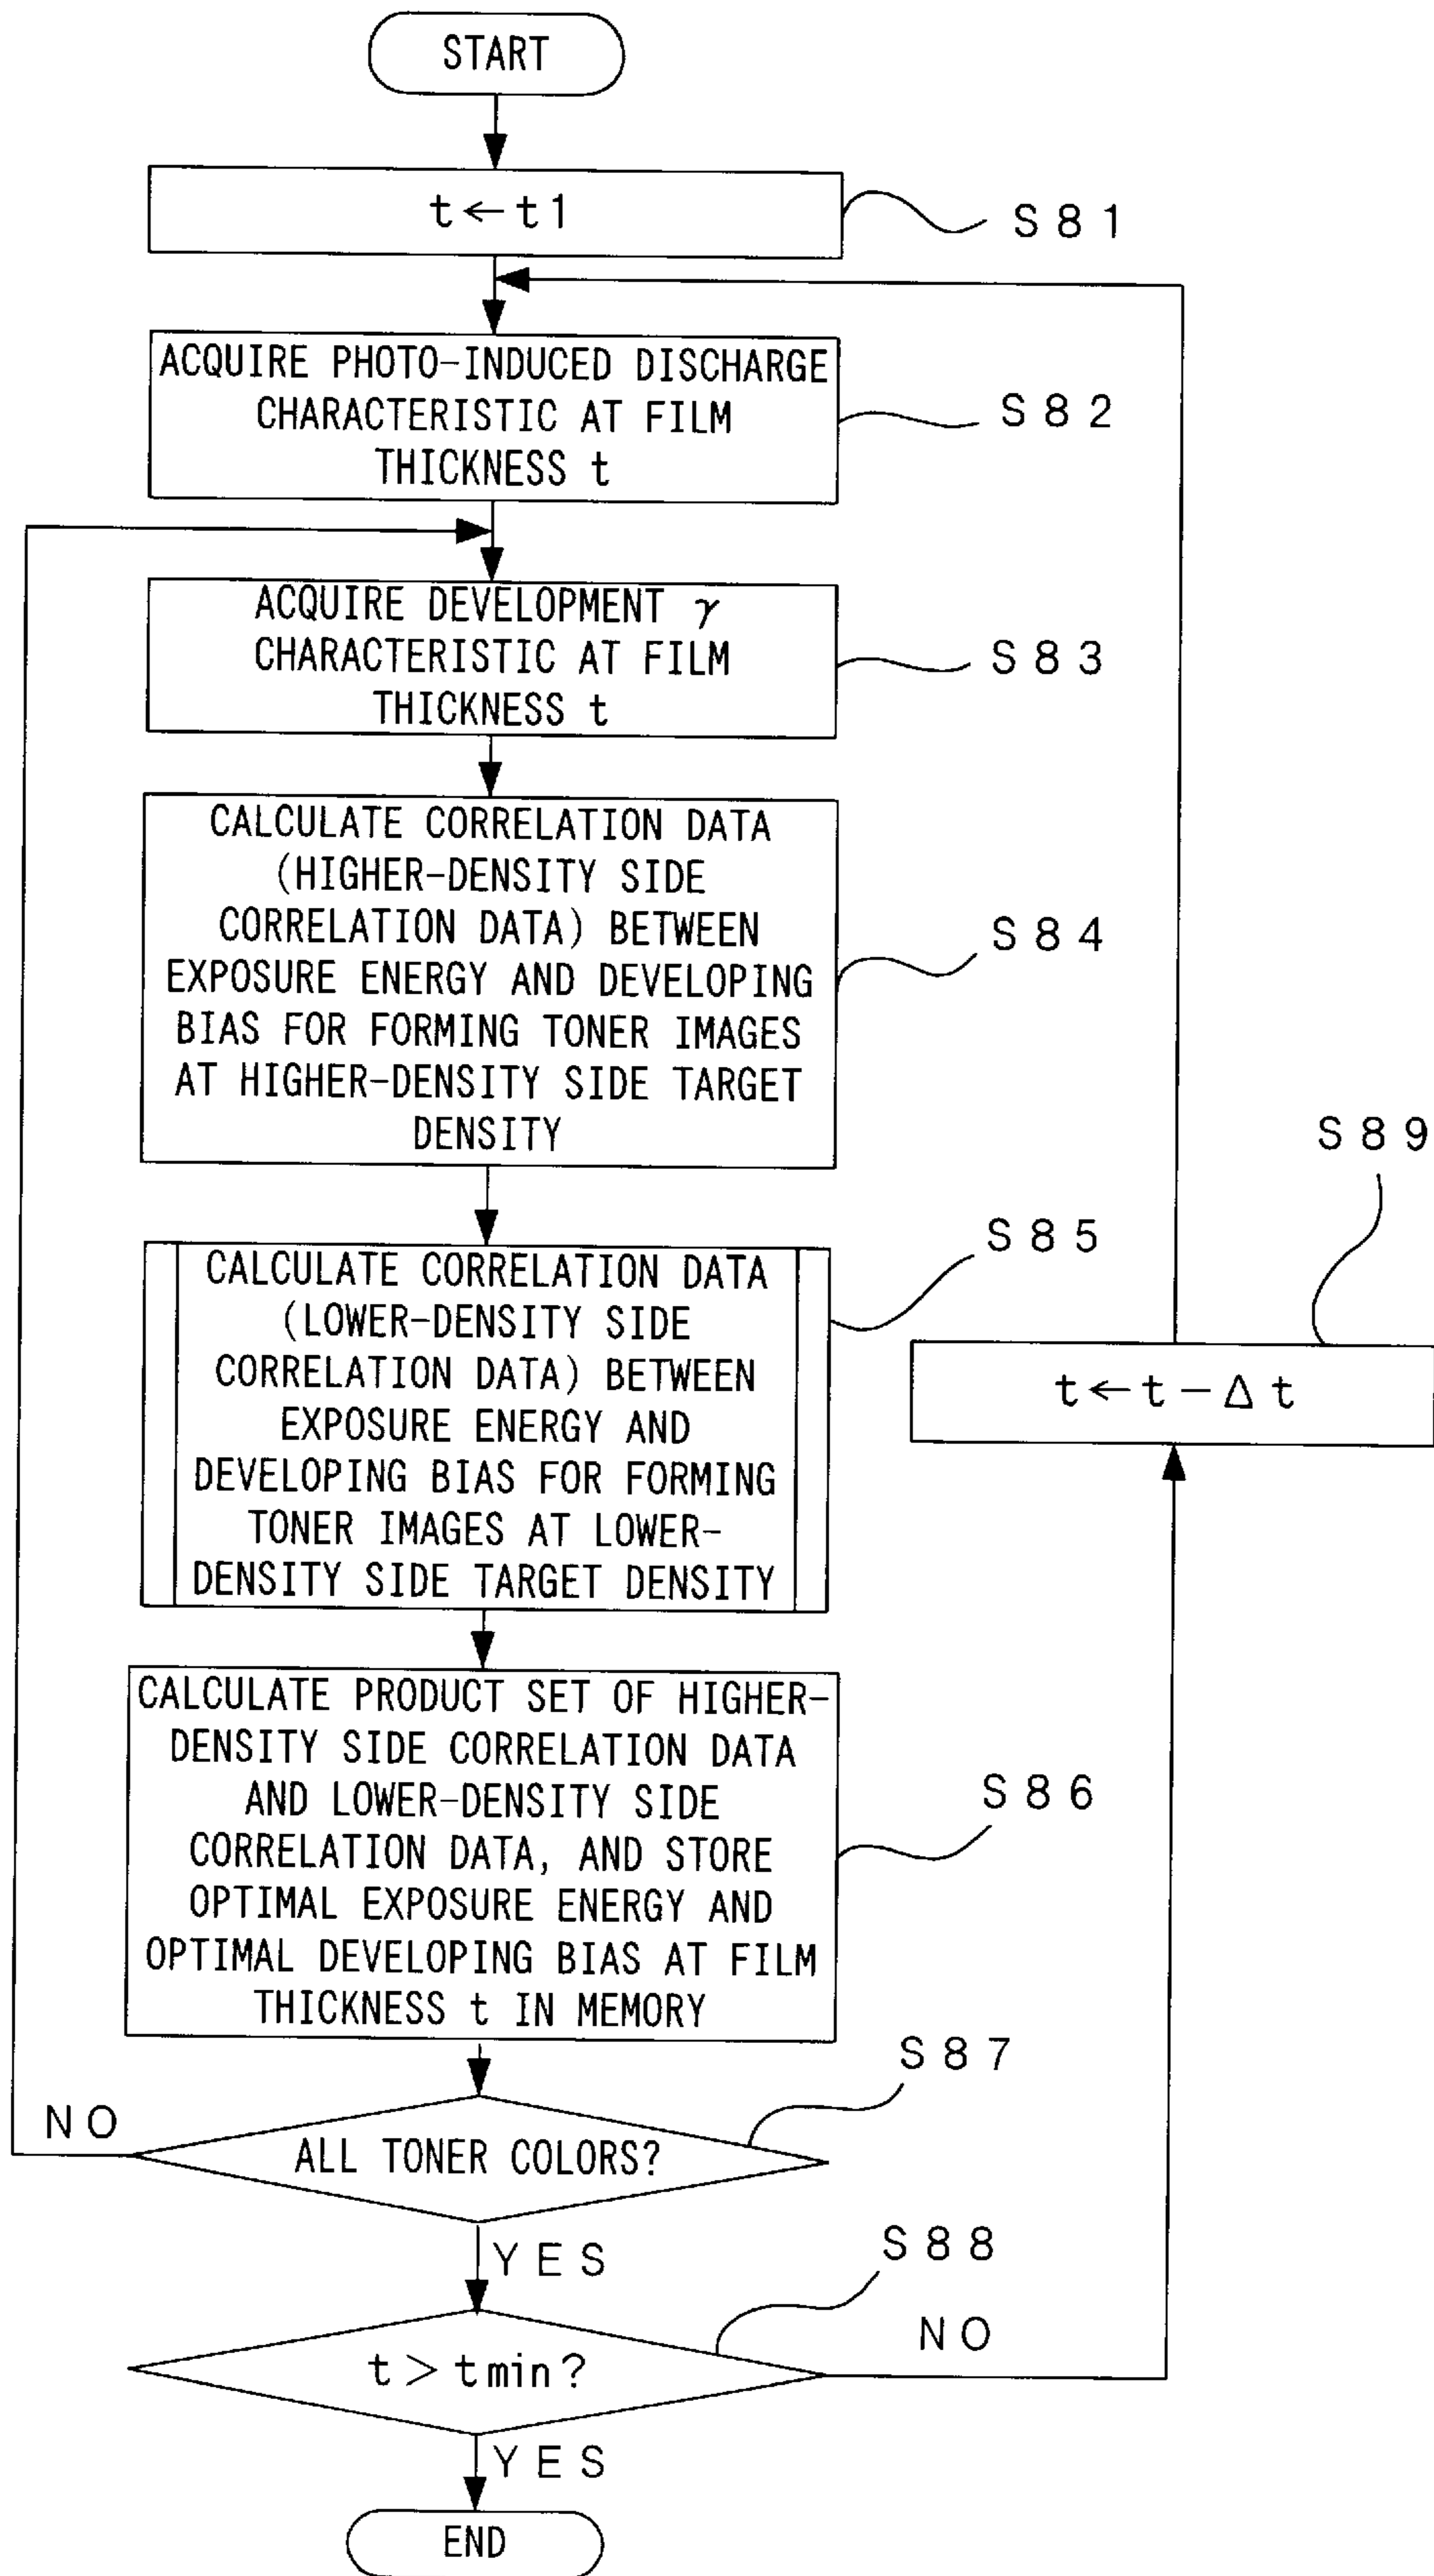 START
t←t1
S81
ACQUIRE PHOTO-INDUCED DISCHARGE
CHARACTERISTIC AT FILM
THICKNESS t
S82
ACQUIRE DEVELOPMENT γ
CHARACTERISTIC AT FILM
THICKNESS t
S83
CALCULATE CORRELATION DATA
(HIGHER-DENSITY SIDE
CORRELATION DATA) BETWEEN
EXPOSURE ENERGY AND DEVELOPING
BIAS FOR FORMING TONER IMAGES
AT HIGHER-DENSITY SIDE TARGET
DENSITY
S84
CALCULATE CORRELATION DATA
(LOWER-DENSITY SIDE
CORRELATION DATA) BETWEEN
EXPOSURE ENERGY AND
DEVELOPING BIAS FOR FORMING
TONER IMAGES AT LOWER-
DENSITY SIDE TARGET DENSITY
S85
S89
t←t-Δt
CALCULATE PRODUCT SET OF HIGHER-
DENSITY SIDE CORRELATION DATA
AND LOWER-DENSITY SIDE
CORRELATION DATA, AND STORE
OPTIMAL EXPOSURE ENERGY AND
OPTIMAL DEVELOPING BIAS AT FILM
THICKNESS t IN MEMORY
S86
S87
NO
ALL TONER COLORS?
YES
S88
t>tmin?
NO
YES
END